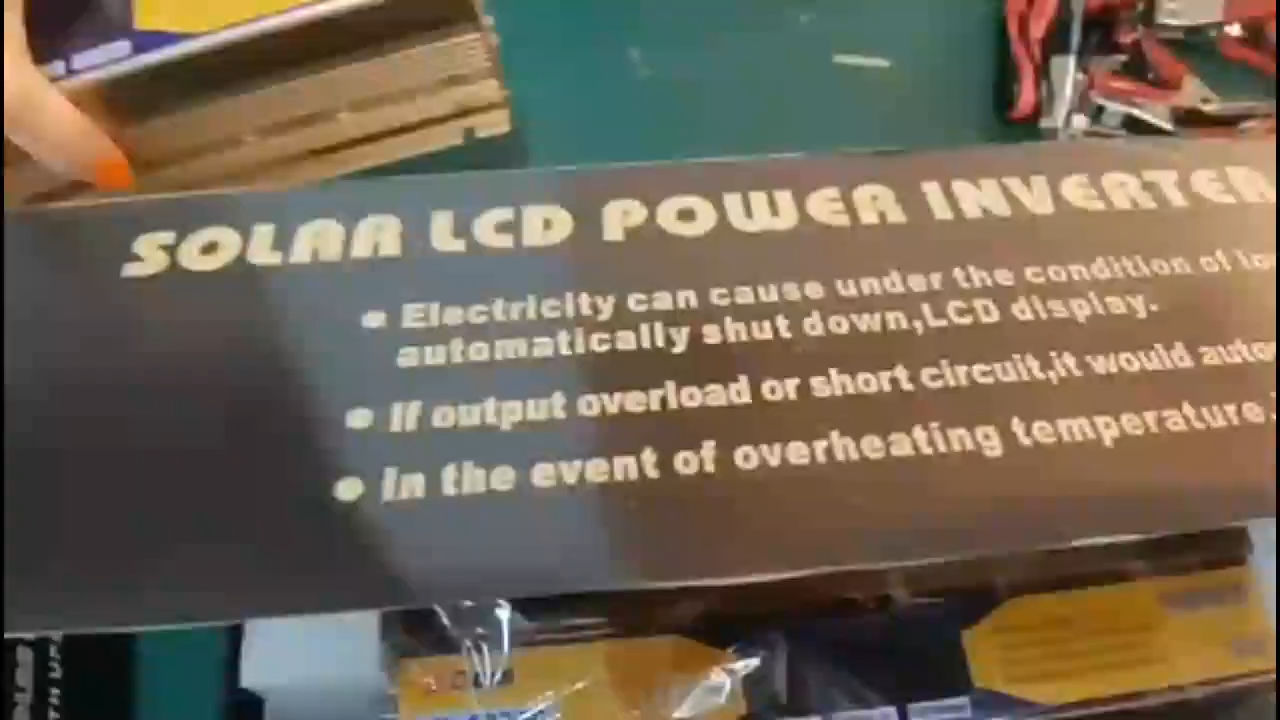 SOLAR LCD POWER INVERTER
• Electricity can cause under the condition of
automatically shut down,LCD display.
• If output overload or short circuit,it would
• In the event of overheating temperature.